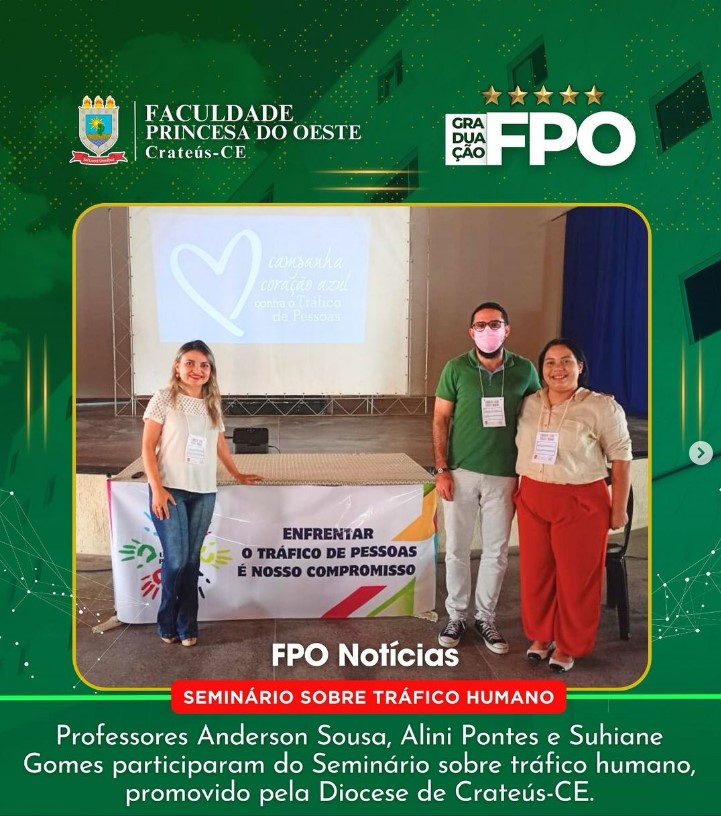 FACULDADE
PRINCESA DO OESTE
Crateús-CE
GRA
DUA
ÇÃO
FPO
campanha
coração azul
contra o Tráfico
de Pessoas
ENFRENTAR
O TRÁFICO DE PESSOAS
É NOSSO COMPROMISSO
FPO Notícias
SEMINÁRIO SOBRE TRÁFICO HUMANO
Professores Anderson Sousa, Alini Pontes e Suhiane
Gomes participaram do Seminário sobre tráfico humano,
promovido pela Diocese de Crateús-CE.